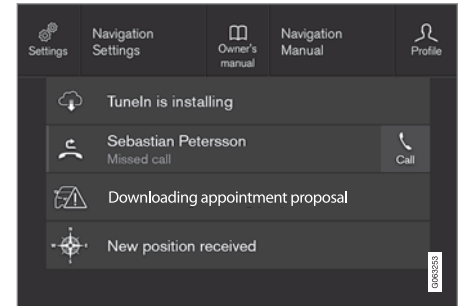 Settings
Navigation
Settings
Owner's
manual
Navigation
Manual
Profile
TuneIn is installing
Sebastian Petersson
Missed call
Call
Downloading appointment proposal
New position received
G063253